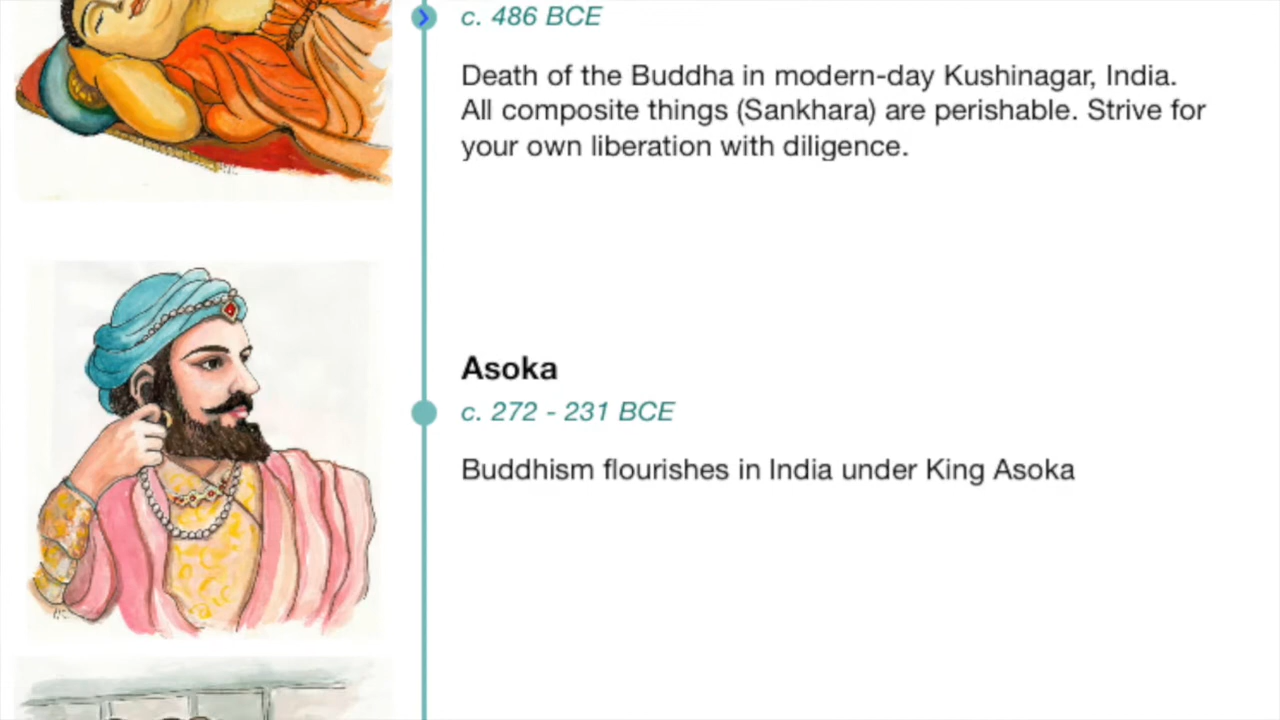 c. 486 BCE
Death of the Buddha in modern-day Kushinagar, India.
All composite things (Sankhara) are perishable. Strive for
your own liberation with diligence.
Asoka
c. 272 - 231 BCE
Buddhism flourishes in India under King Asoka